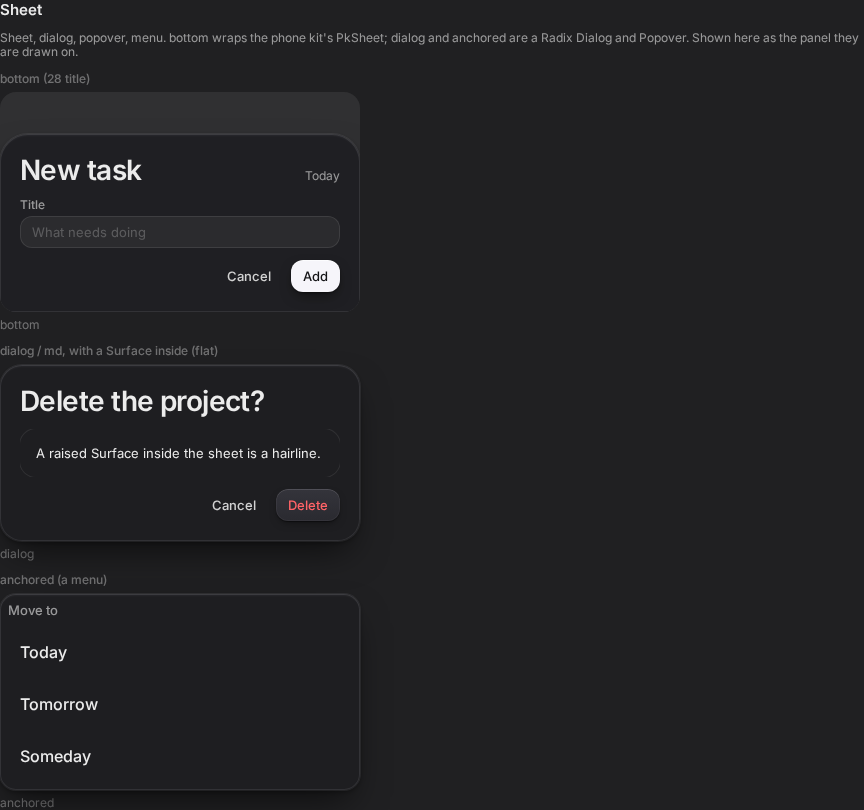 Sheet
Sheet, dialog, popover, menu. bottom wraps the phone kit's PkSheet; dialog and anchored are a Radix Dialog and Popover. Shown here as the panel they
are drawn on.
bottom (28 title)
New task
Today
Title
What needs doing
Cancel
Add
bottom
dialog / md, with a Surface inside (flat)
Delete the project?
A raised Surface inside the sheet is a hairline.
Cancel
Delete
dialog
anchored (a menu)
Move to
Today
Tomorrow
Someday
anchored